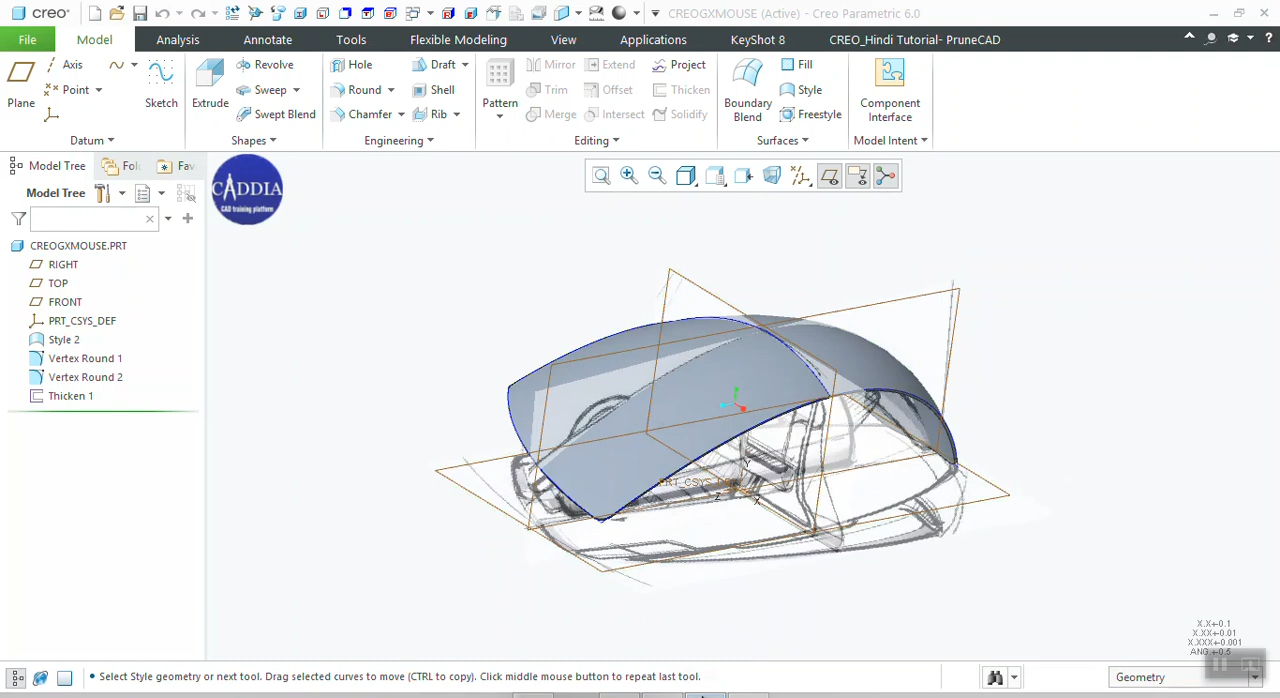 creo° CREOGXMOUSE (Active) - Creo Parametric 6.0
File Model Analysis Annotate Tools Flexible Modeling View Applications KeyShot 8 CREO_Hindi Tutorial- PruneCAD
Axis Revolve Hole Draft Mirror Extend Project Fill
Point Sweep Round Shell Trim Offset Thicken Style
Plane Sketch Extrude Pattern Boundary Blend Component Interface
Swept Blend Chamfer Rib Merge Intersect Solidify Freestyle
Datum Shapes Engineering Editing Surfaces Model Intent
Model Tree Fol Fav
Model Tree
CADDIA
CAD training platform
CREOGXMOUSE.PRT
RIGHT
TOP
FRONT
PRT_CSYS_DEF
Style 2
Vertex Round 1
Vertex Round 2
Thicken 1
Y
PRT_CSYS_DEF
Z X
X.X+-0.1
X.XX+-0.01
X.XXX+-0.001
ANG.+-0.5
• Select Style geometry or next tool. Drag selected curves to move (CTRL to copy). Click middle mouse button to repeat last tool.
Geometry